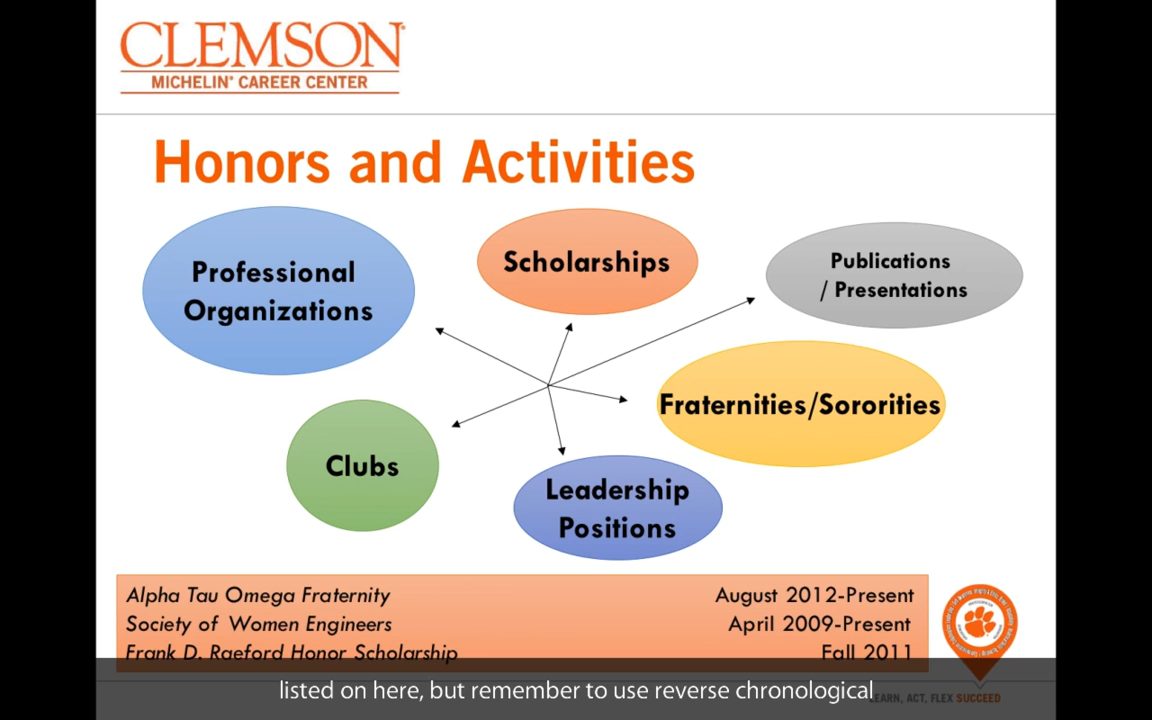 CLEMSON
MICHELIN® CAREER CENTER
Honors and Activities
Professional
Organizations
Scholarships
Publications
/ Presentations
Fraternities/Sororities
Clubs
Leadership
Positions
Alpha Tau Omega Fraternity August 2012-Present
Society of Women Engineers April 2009-Present
Frank D. Raeford Honor Scholarship Fall 2011
listed on here, but remember to use reverse chronological
LEARN, ACT, FLEX SUCCEED